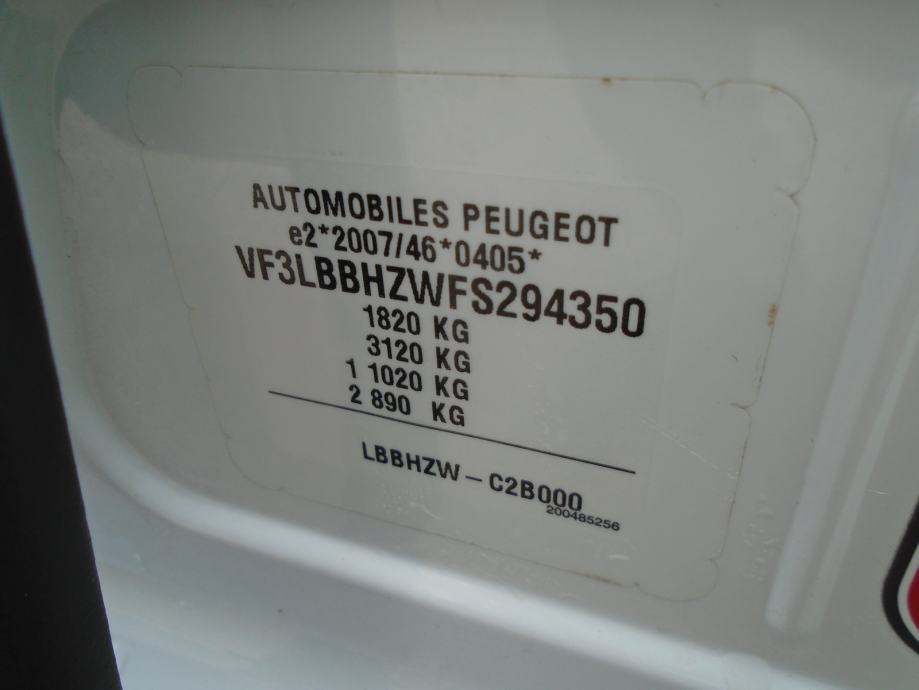 AUTOMOBILES PEUGEOT
e2*2007/46*0405*
VF3LBBHZWFS294350
1820 KG
3120 KG
1 1020 KG
2 890 KG
LBBHZW - C2B000
200485256